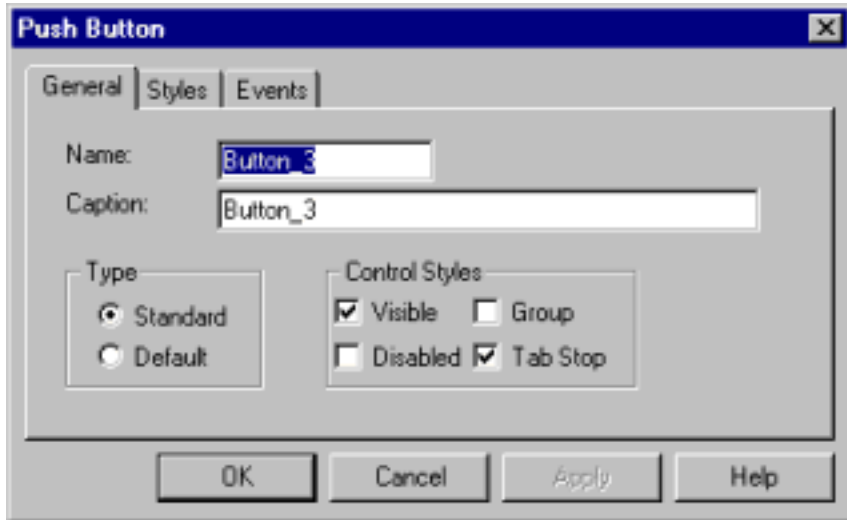 Push Button
General Styles Events
Name: Button_3
Caption: Button_3
Type Control Styles
Standard Visible Group
Default Disabled Tab Stop
OK Cancel Apply Help